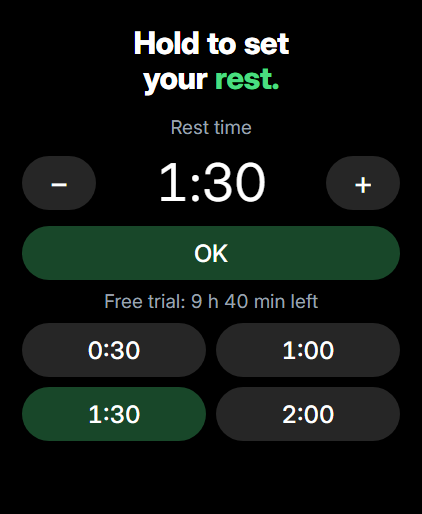 Hold to set
your rest.
Rest time
− 1:30 +
OK
Free trial: 9 h 40 min left
0:30 1:00
1:30 2:00